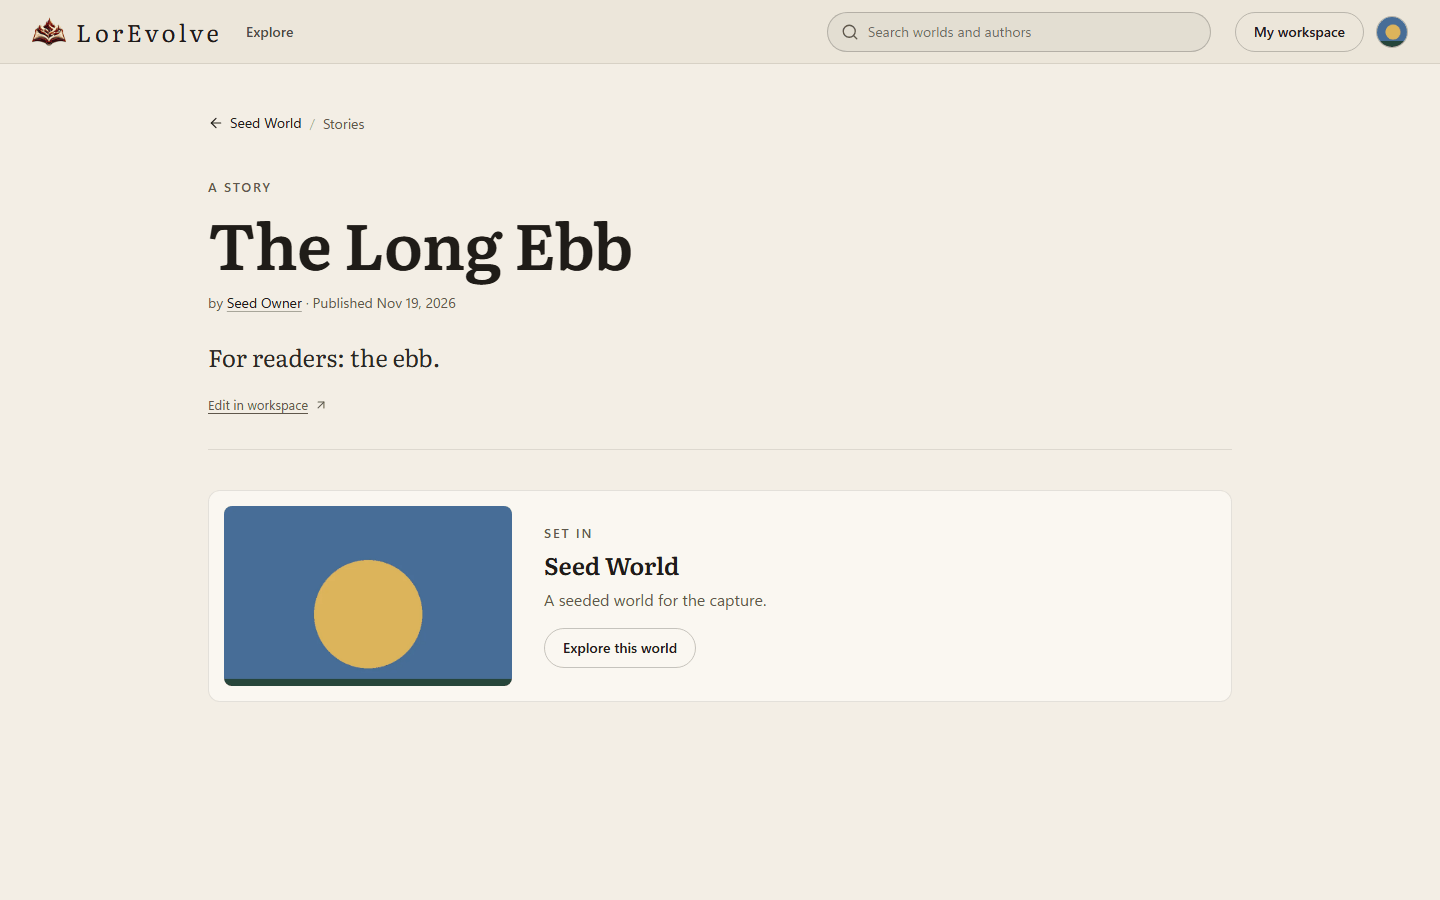 LorEvolve Explore Search worlds and authors My workspace
Seed World / Stories
A STORY
The Long Ebb
by Seed Owner · Published Nov 19, 2026
For readers: the ebb.
Edit in workspace
SET IN
Seed World
A seeded world for the capture.
Explore this world